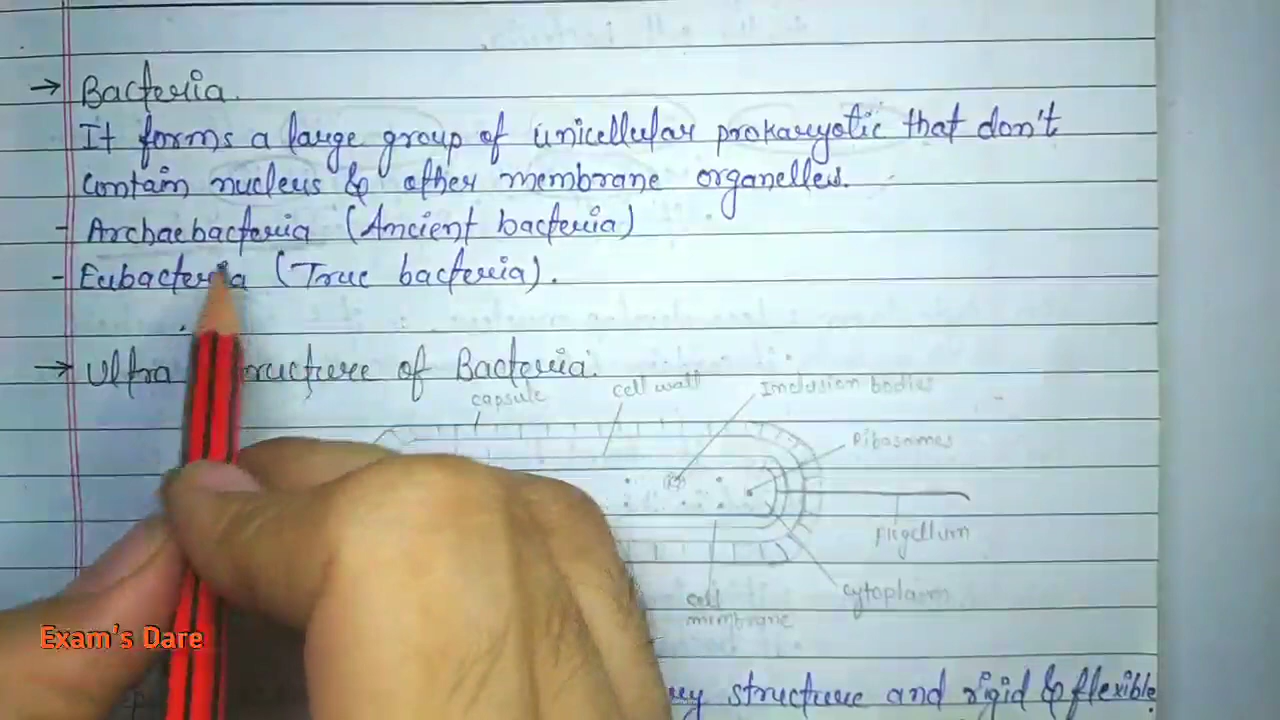 → Bacteria.
It forms a large group of unicellular prokaryotic that don't
contain nucleus & other membrane organelles.
- Archaebacteria (Ancient bacteria)
- Eubacteria (True bacteria).
→ Ultra structure of Bacteria:
capsule
cell wall
Inclusion bodies
Ribosomes
flagellum
cytoplasm
cell
membrane
Exam's Dare
structure and rigid & flexible.